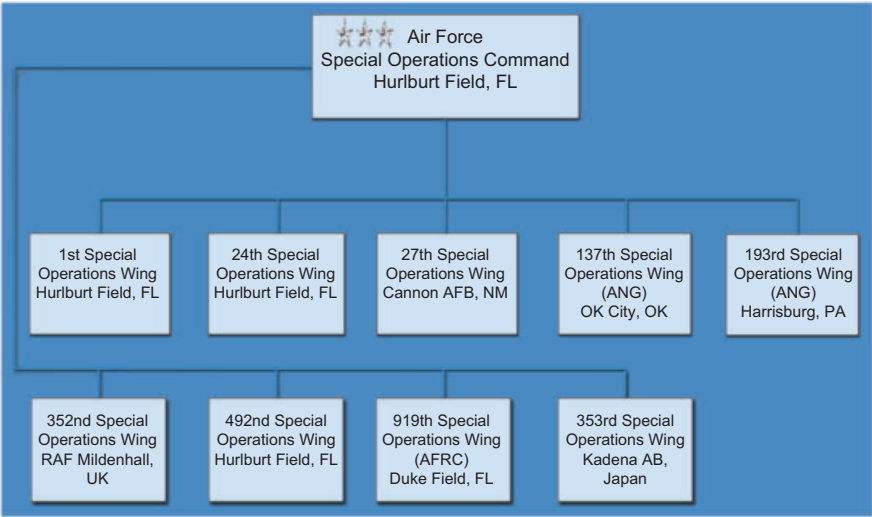 Air Force
Special Operations Command
Hurlburt Field, FL
1st Special
Operations Wing
Hurlburt Field, FL
24th Special
Operations Wing
Hurlburt Field, FL
27th Special
Operations Wing
Cannon AFB, NM
137th Special
Operations Wing
(ANG)
OK City, OK
193rd Special
Operations Wing
(ANG)
Harrisburg, PA
352nd Special
Operations Wing
RAF Mildenhall,
UK
492nd Special
Operations Wing
Hurlburt Field, FL
919th Special
Operations Wing
(AFRC)
Duke Field, FL
353rd Special
Operations Wing
Kadena AB,
Japan